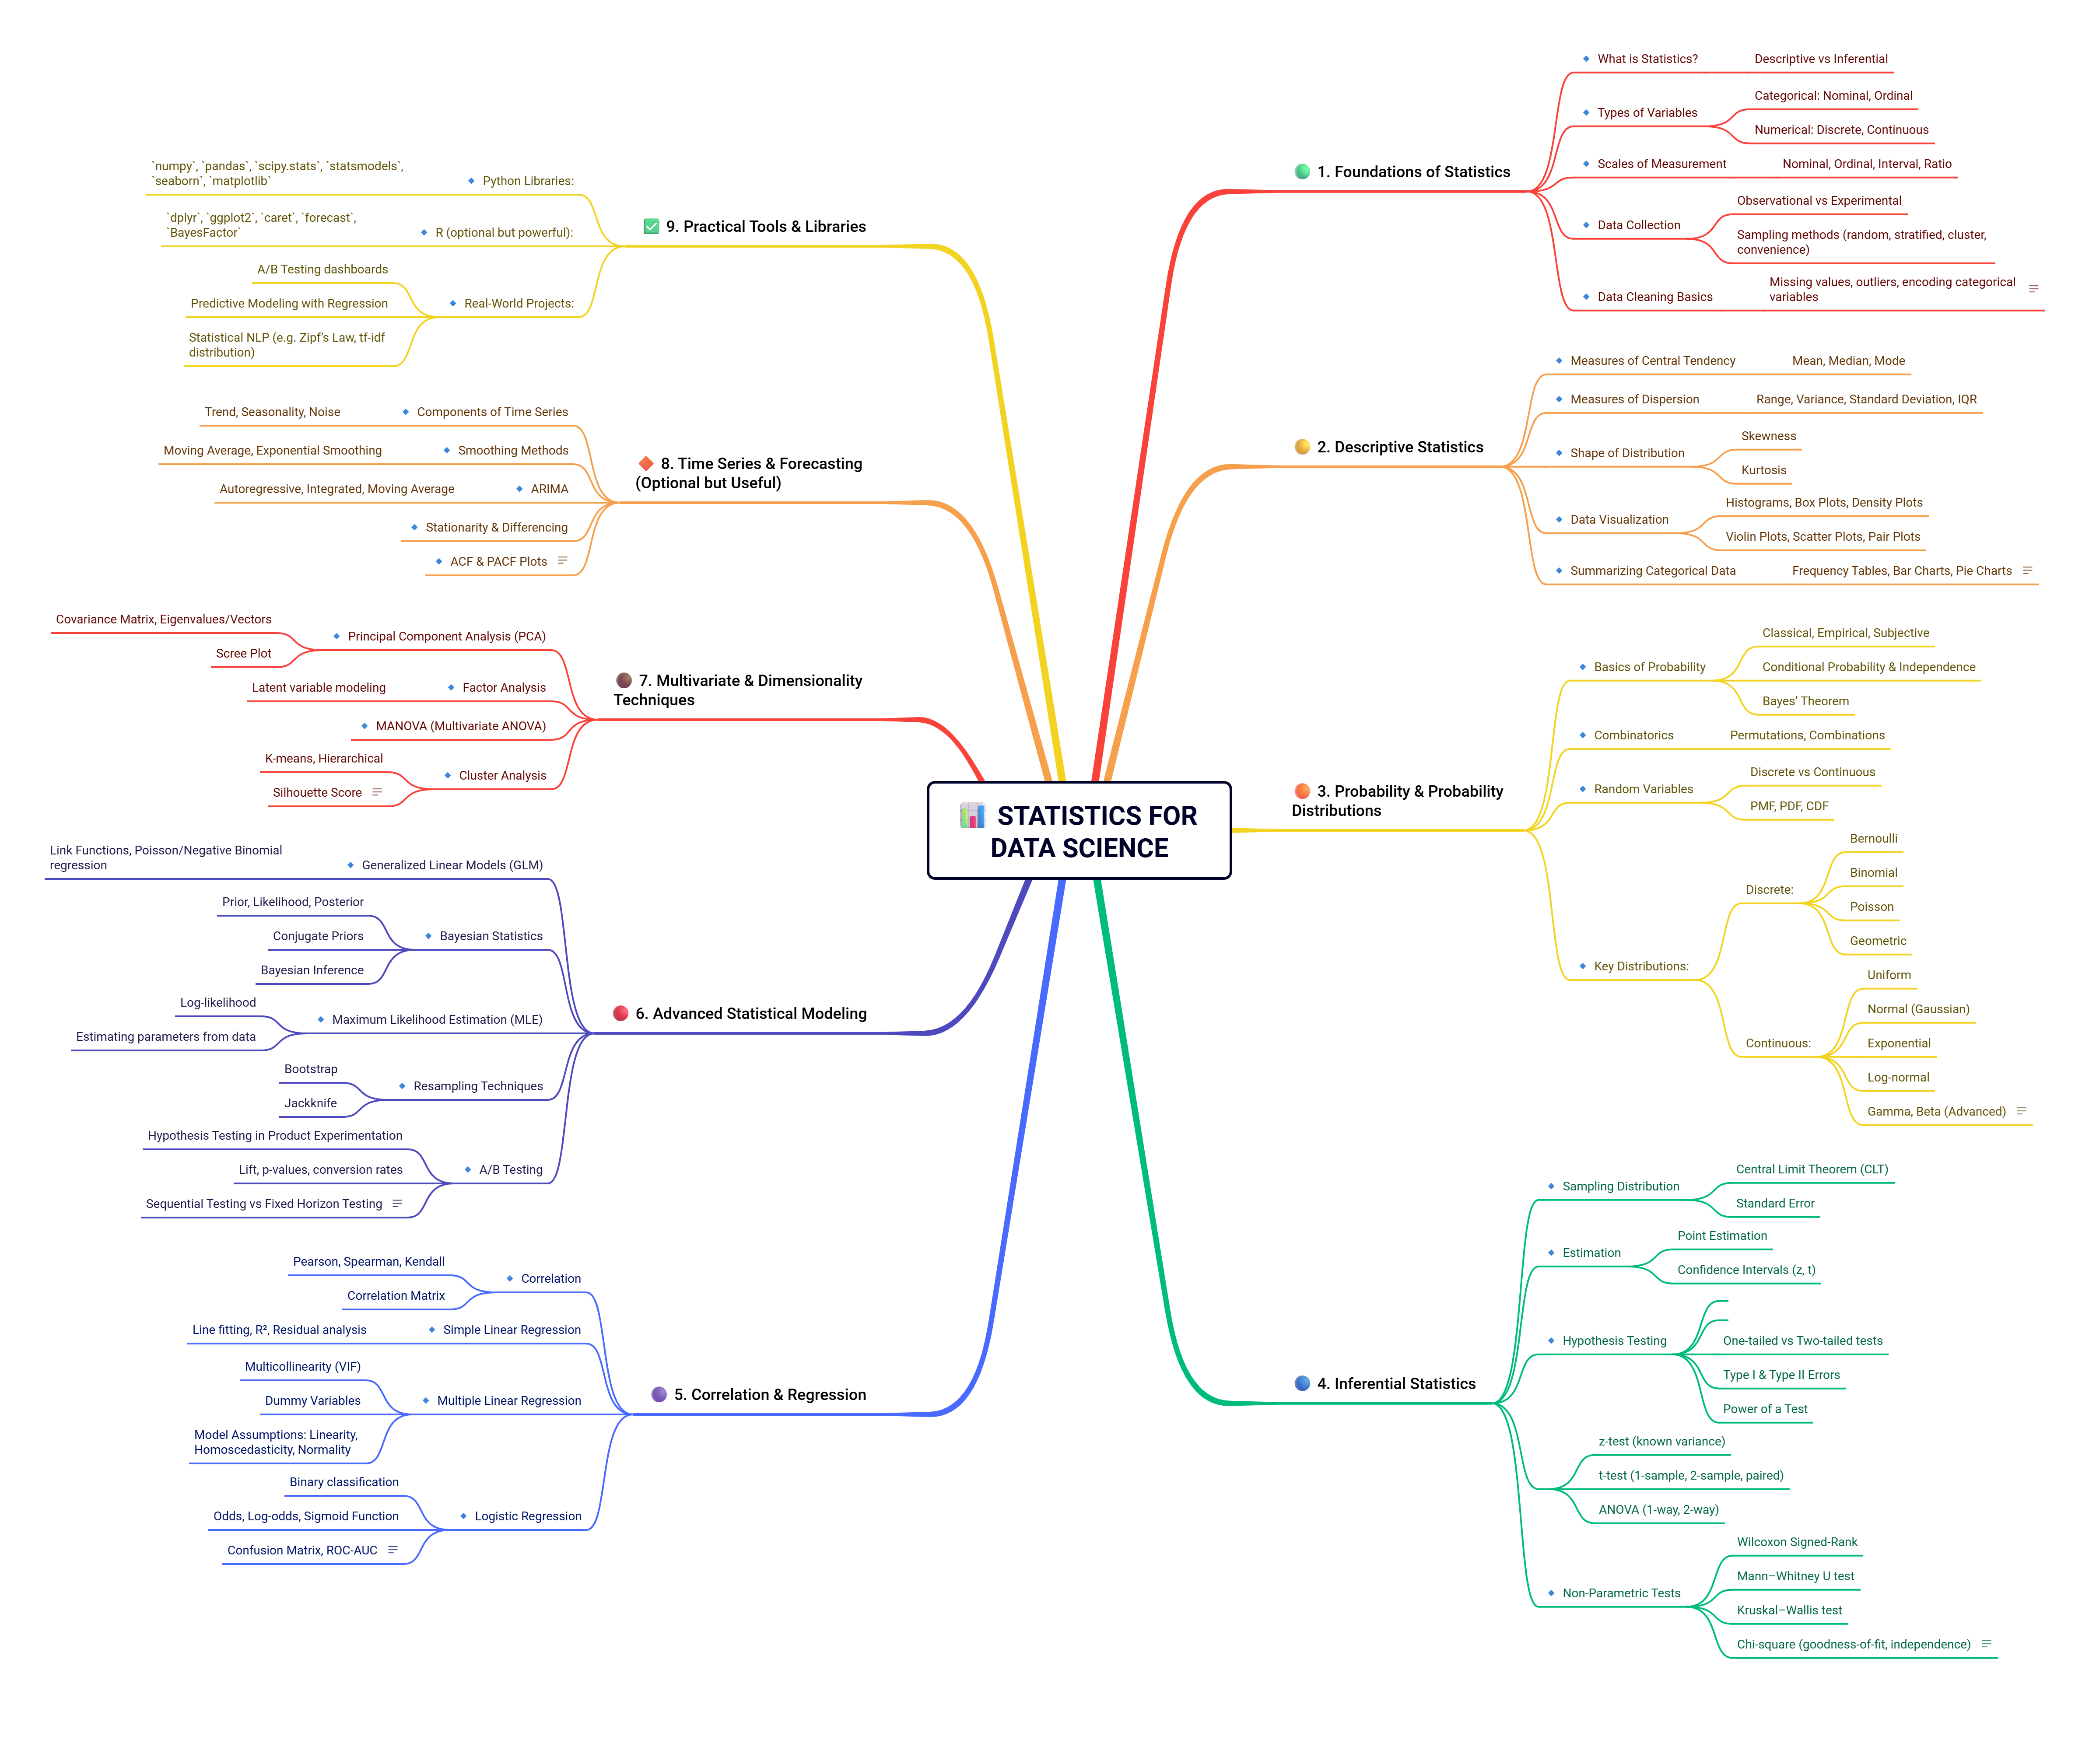 📊 STATISTICS FOR
DATA SCIENCE
1. Foundations of Statistics
What is Statistics?
Descriptive vs Inferential
Types of Variables
Categorical: Nominal, Ordinal
Numerical: Discrete, Continuous
Scales of Measurement
Nominal, Ordinal, Interval, Ratio
Data Collection
Observational vs Experimental
Sampling methods (random, stratified, cluster,
convenience)
Data Cleaning Basics
Missing values, outliers, encoding categorical
variables
2. Descriptive Statistics
Measures of Central Tendency
Mean, Median, Mode
Measures of Dispersion
Range, Variance, Standard Deviation, IQR
Shape of Distribution
Skewness
Kurtosis
Data Visualization
Histograms, Box Plots, Density Plots
Violin Plots, Scatter Plots, Pair Plots
Summarizing Categorical Data
Frequency Tables, Bar Charts, Pie Charts
3. Probability & Probability
Distributions
Basics of Probability
Classical, Empirical, Subjective
Conditional Probability & Independence
Bayes’ Theorem
Combinatorics
Permutations, Combinations
Random Variables
Discrete vs Continuous
PMF, PDF, CDF
Key Distributions:
Discrete:
Bernoulli
Binomial
Poisson
Geometric
Continuous:
Uniform
Normal (Gaussian)
Exponential
Log-normal
Gamma, Beta (Advanced)
4. Inferential Statistics
Sampling Distribution
Central Limit Theorem (CLT)
Standard Error
Estimation
Point Estimation
Confidence Intervals (z, t)
Hypothesis Testing
One-tailed vs Two-tailed tests
Type I & Type II Errors
Power of a Test
z-test (known variance)
t-test (1-sample, 2-sample, paired)
ANOVA (1-way, 2-way)
Non-Parametric Tests
Wilcoxon Signed-Rank
Mann–Whitney U test
Kruskal–Wallis test
Chi-square (goodness-of-fit, independence)
5. Correlation & Regression
Correlation
Pearson, Spearman, Kendall
Correlation Matrix
Simple Linear Regression
Line fitting, R², Residual analysis
Multiple Linear Regression
Multicollinearity (VIF)
Dummy Variables
Model Assumptions: Linearity,
Homoscedasticity, Normality
Logistic Regression
Binary classification
Odds, Log-odds, Sigmoid Function
Confusion Matrix, ROC-AUC
6. Advanced Statistical Modeling
Generalized Linear Models (GLM)
Link Functions, Poisson/Negative Binomial
regression
Bayesian Statistics
Prior, Likelihood, Posterior
Conjugate Priors
Bayesian Inference
Maximum Likelihood Estimation (MLE)
Log-likelihood
Estimating parameters from data
Resampling Techniques
Bootstrap
Jackknife
A/B Testing
Hypothesis Testing in Product Experimentation
Lift, p-values, conversion rates
Sequential Testing vs Fixed Horizon Testing
7. Multivariate & Dimensionality
Techniques
Principal Component Analysis (PCA)
Covariance Matrix, Eigenvalues/Vectors
Scree Plot
Factor Analysis
Latent variable modeling
MANOVA (Multivariate ANOVA)
Cluster Analysis
K-means, Hierarchical
Silhouette Score
8. Time Series & Forecasting
(Optional but Useful)
Components of Time Series
Trend, Seasonality, Noise
Smoothing Methods
Moving Average, Exponential Smoothing
ARIMA
Autoregressive, Integrated, Moving Average
Stationarity & Differencing
ACF & PACF Plots
9. Practical Tools & Libraries
Python Libraries:
`numpy`, `pandas`, `scipy.stats`, `statsmodels`,
`seaborn`, `matplotlib`
R (optional but powerful):
`dplyr`, `ggplot2`, `caret`, `forecast`,
`BayesFactor`
Real-World Projects:
A/B Testing dashboards
Predictive Modeling with Regression
Statistical NLP (e.g. Zipf’s Law, tf-idf
distribution)